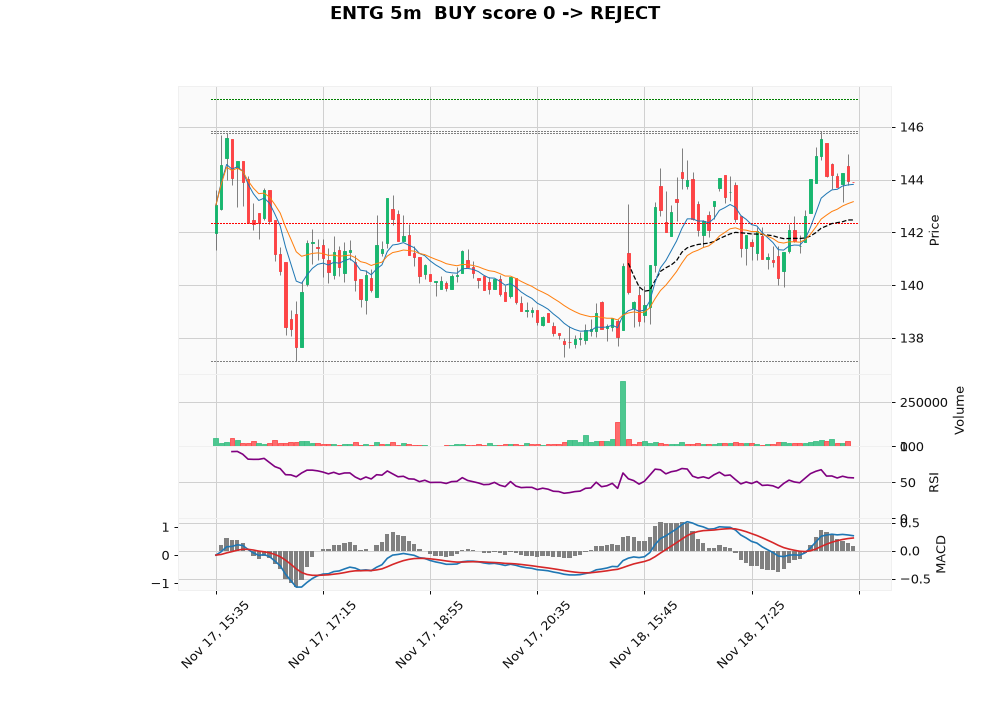 ENTG 5m  BUY score 0 -> REJECT
146
144
142
140
138
Price
250000
0
Volume
100
50
0
RSI
1
0
−1
0.5
0.0
−0.5
MACD
Nov 17, 15:35
Nov 17, 17:15
Nov 17, 18:55
Nov 17, 20:35
Nov 18, 15:45
Nov 18, 17:25